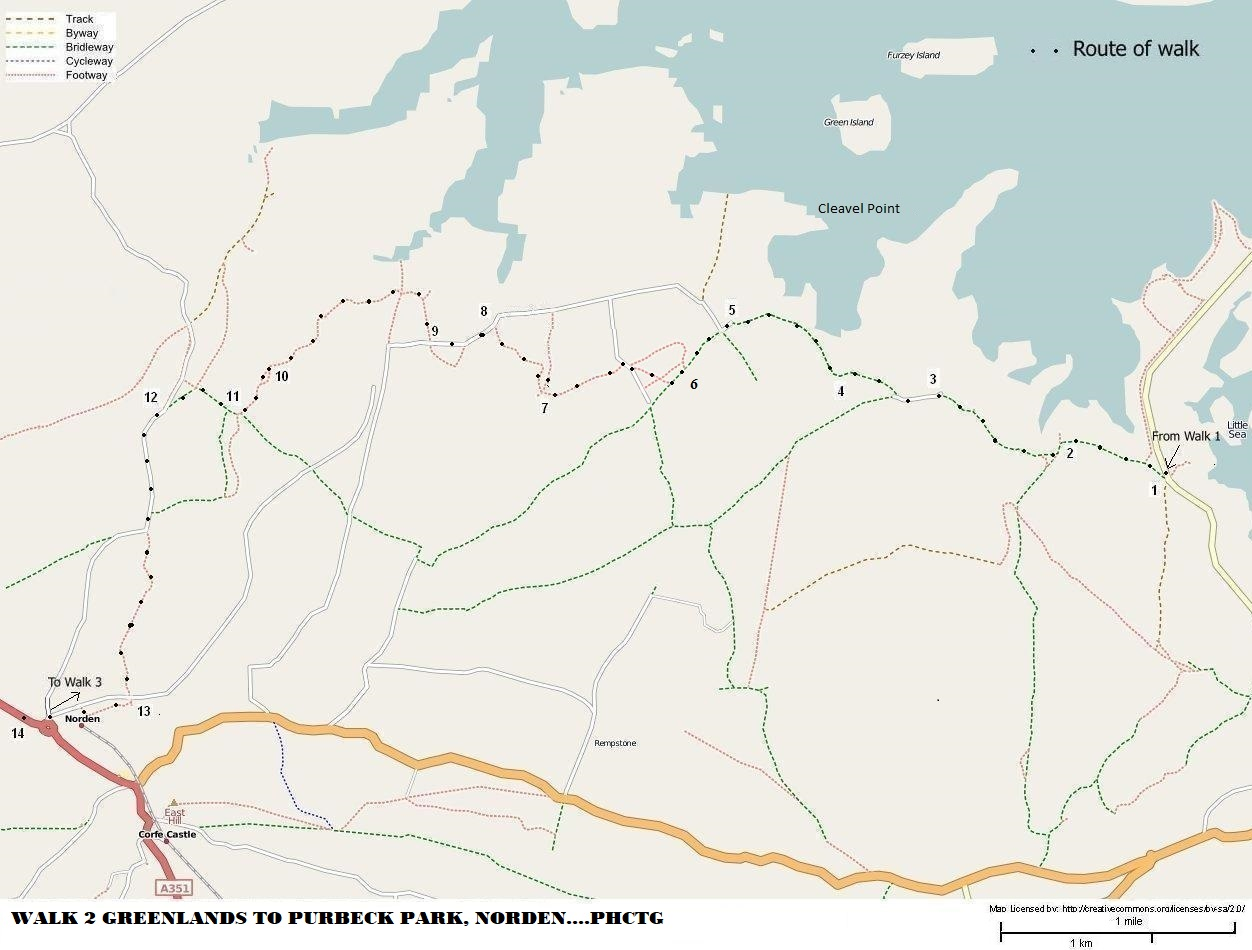 Track
Byway
Bridleway
Cycleway
Footway
Route of walk
Furzey Island
Green Island
Cleavel Point
5
8
9
10
11
12
7
6
4
3
2
1
From Walk 1
Little
Sea
To Walk 3
Norden
13
14
Rempstone
East
Hill
Corfe Castle
A351
WALK 2 GREENLANDS TO PURBECK PARK, NORDEN....PHCTG
Map Licensed by: http://creativecommons.org/licenses/by-sa/2.0/
1 mile
1 km